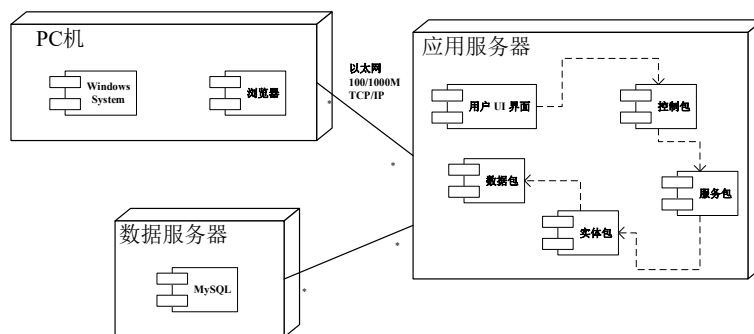 PC机
Windows
System
浏览器
以太网
100/1000M
TCP/IP
*
*
应用服务器
用户 UI 界面
控制包
数据包
服务包
实体包
数据服务器
MySQL
*
*